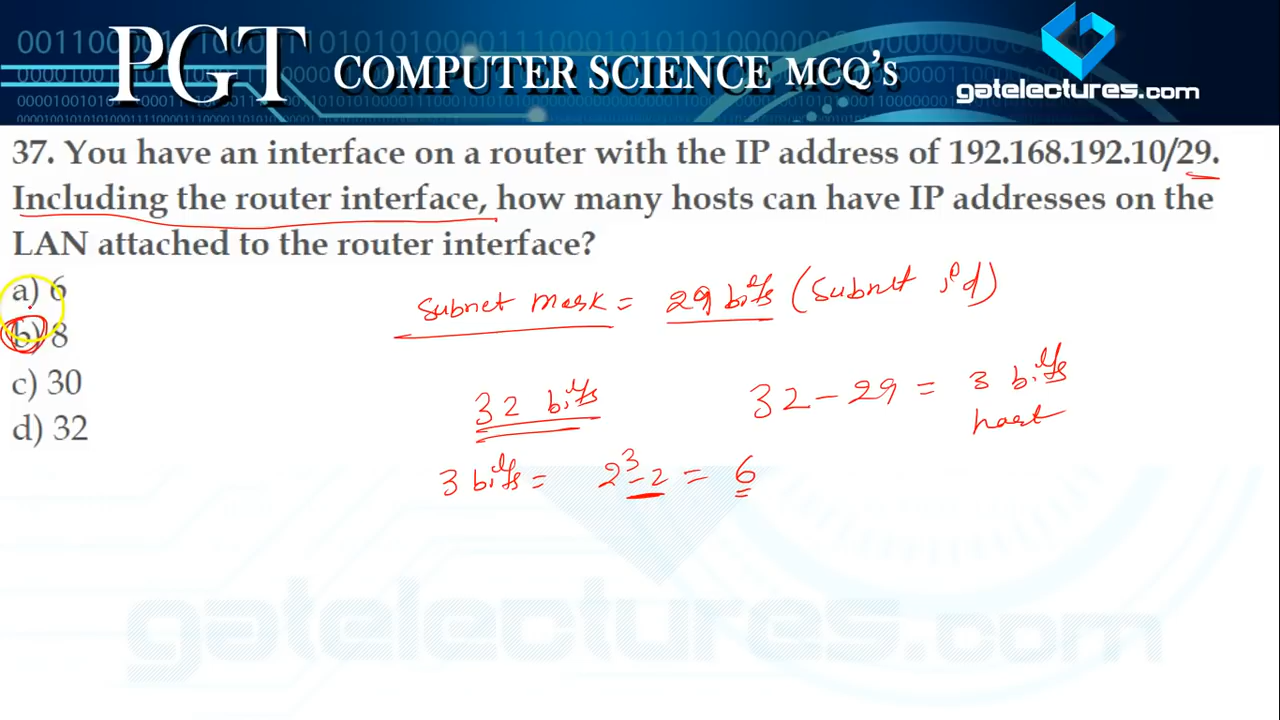 PGT COMPUTER SCIENCE MCQ's
gatelectures.com
37. You have an interface on a router with the IP address of 192.168.192.10/29.
Including the router interface, how many hosts can have IP addresses on the
LAN attached to the router interface?
a) 6
b) 8
c) 30
d) 32
Subnet mask = 29 bits (Subnet id)
32 bits
32 - 29 = 3 bits
host
3 bits = 2³-2 = 6
gatelectures.com